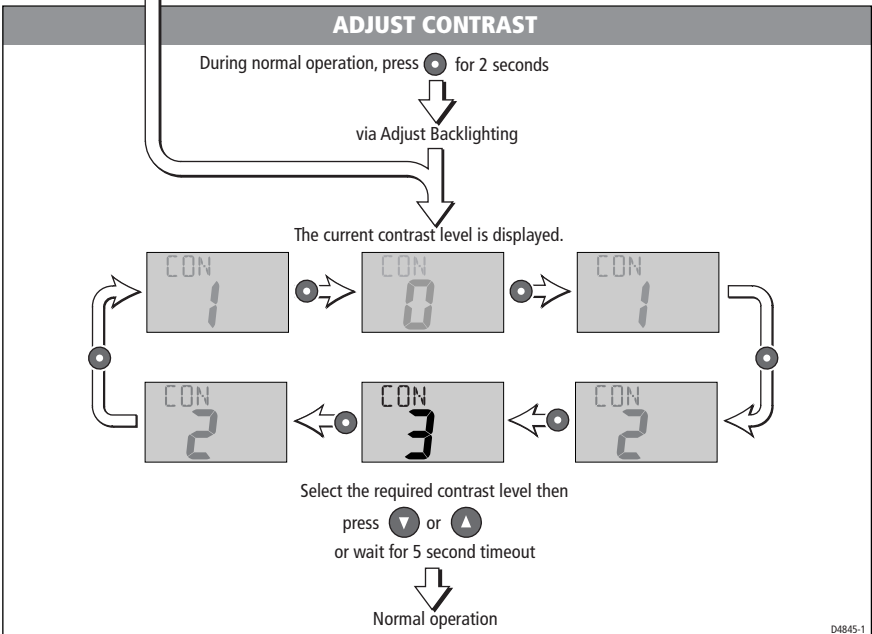 ADJUST CONTRAST
During normal operation, press for 2 seconds
via Adjust Backlighting
The current contrast level is displayed.
CON
1
CON
0
CON
1
CON
2
CON
3
CON
2
Select the required contrast level then
press or
or wait for 5 second timeout
Normal operation
D4845-1